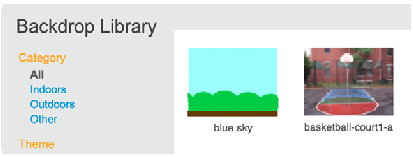 Backdrop Library
Category
All
Indoors
Outdoors
Other
Theme
blue sky
basketball-court1-a